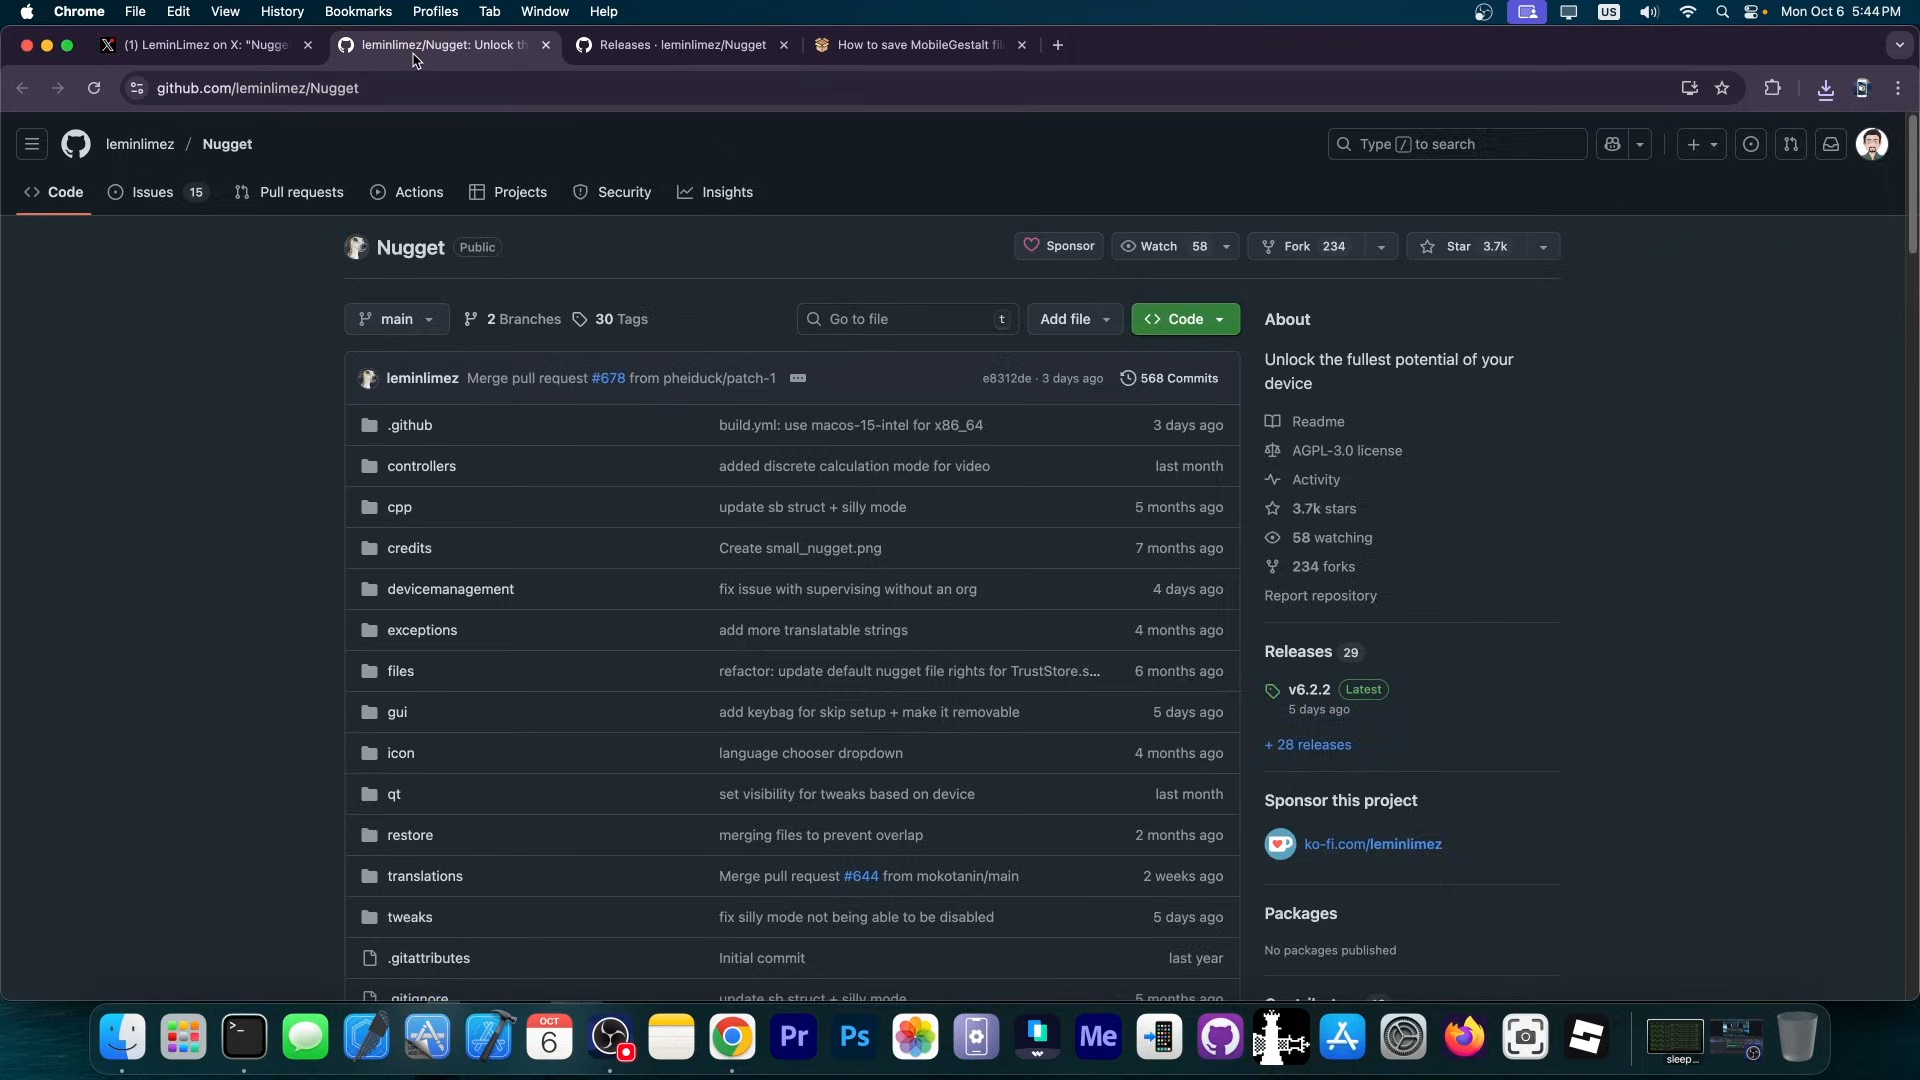 Chrome File Edit View History Bookmarks Profiles Tab Window Help
US Mon Oct 6 5:44 PM
(1) LeminLimez on X: "Nugge
leminlimez/Nugget: Unlock th
Releases · leminlimez/Nugget
How to save MobileGestalt fil
github.com/leminlimez/Nugget
leminlimez / Nugget
Type / to search
Code
Issues 15
Pull requests
Actions
Projects
Security
Insights
Nugget Public
Sponsor
Watch 58
Fork 234
Star 3.7k
main
2 Branches
30 Tags
Go to file t
Add file
Code
leminlimez Merge pull request #678 from pheiduck/patch-1
e8312de · 3 days ago
568 Commits
.github build.yml: use macos-15-intel for x86_64 3 days ago
controllers added discrete calculation mode for video last month
cpp update sb struct + silly mode 5 months ago
credits Create small_nugget.png 7 months ago
devicemanagement fix issue with supervising without an org 4 days ago
exceptions add more translatable strings 4 months ago
files refactor: update default nugget file rights for TrustStore.s... 6 months ago
gui add keybag for skip setup + make it removable 5 days ago
icon language chooser dropdown 4 months ago
qt set visibility for tweaks based on device last month
restore merging files to prevent overlap 2 months ago
translations Merge pull request #644 from mokotanin/main 2 weeks ago
tweaks fix silly mode not being able to be disabled 5 days ago
.gitattributes Initial commit last year
.gitignore update sb struct + silly mode 5 months ago
About
Unlock the fullest potential of your
device
Readme
AGPL-3.0 license
Activity
3.7k stars
58 watching
234 forks
Report repository
Releases 29
v6.2.2 Latest
5 days ago
+ 28 releases
Sponsor this project
ko-fi.com/leminlimez
Packages
No packages published
OCT
6
Pr
Ps
Me
sleep...